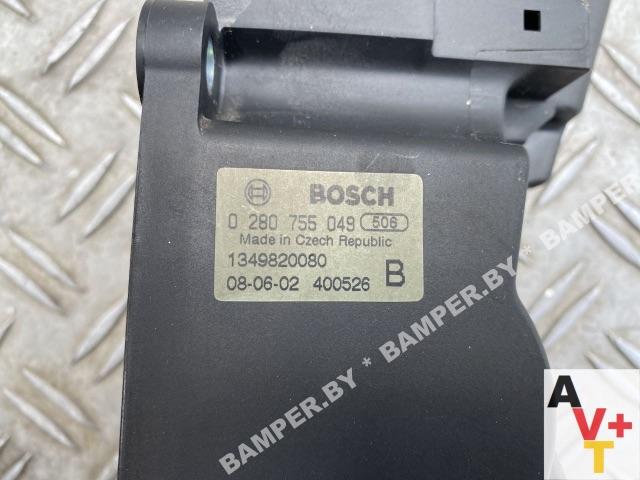 BOSCH
0 280 755 049 506
Made in Czech Republic
1349820080
08-06-02 400526 B
BAMPER.BY * BAMPER.BY * BAMPER.BY
A
V+
T